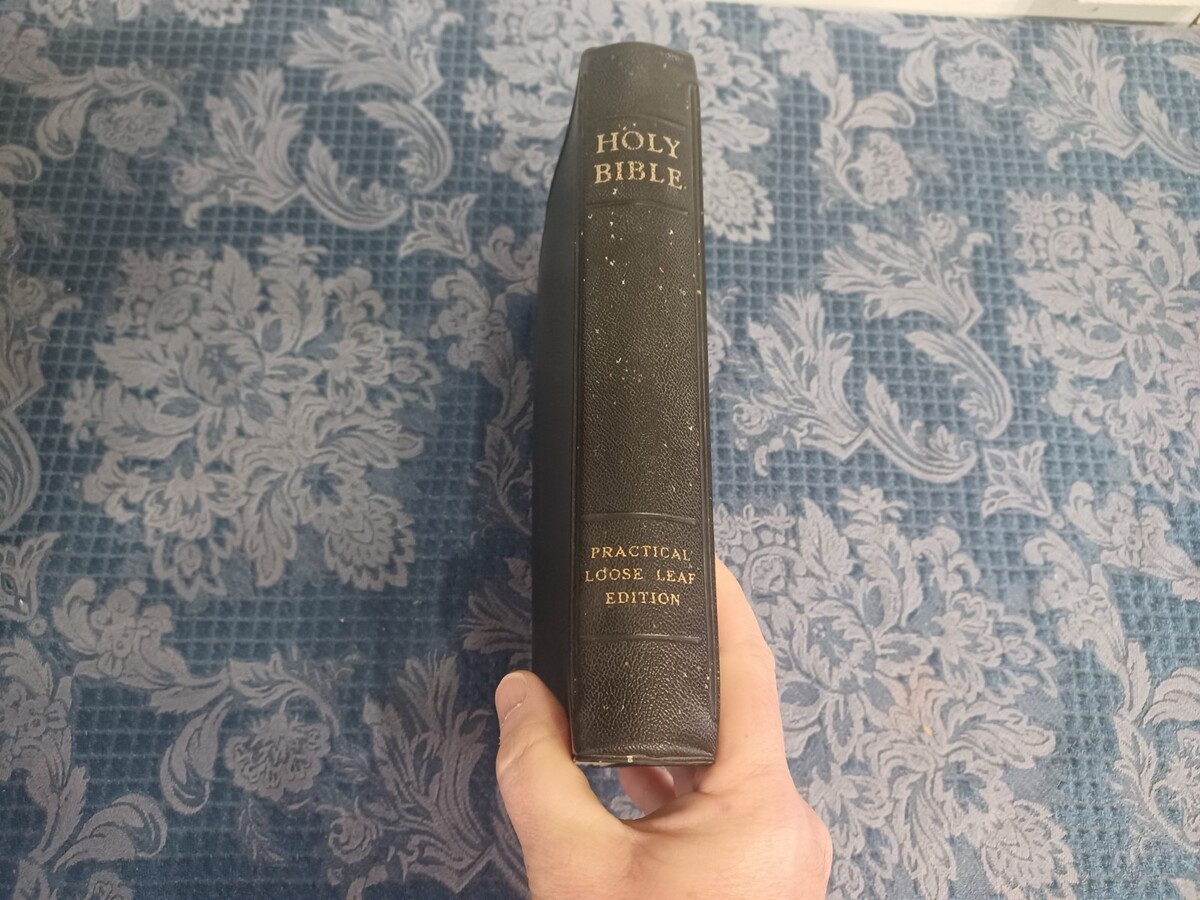 HOLY
BIBLE
PRACTICAL
LOOSE LEAF
EDITION